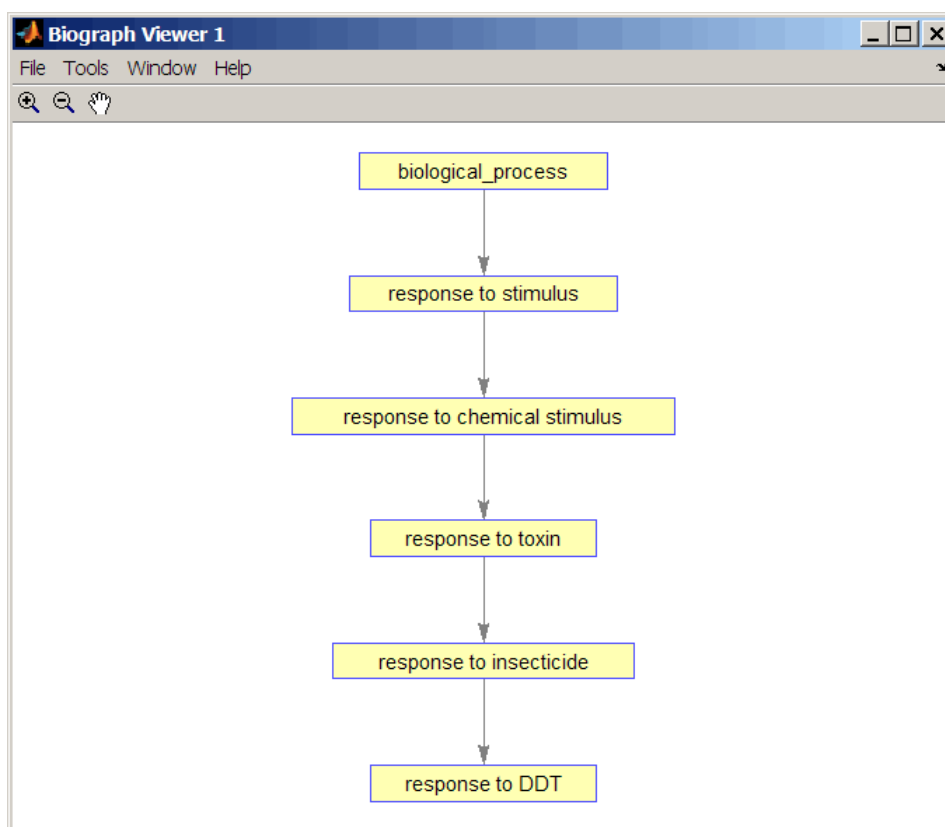 Biograph Viewer 1
File Tools Window Help
biological_process
response to stimulus
response to chemical stimulus
response to toxin
response to insecticide
response to DDT